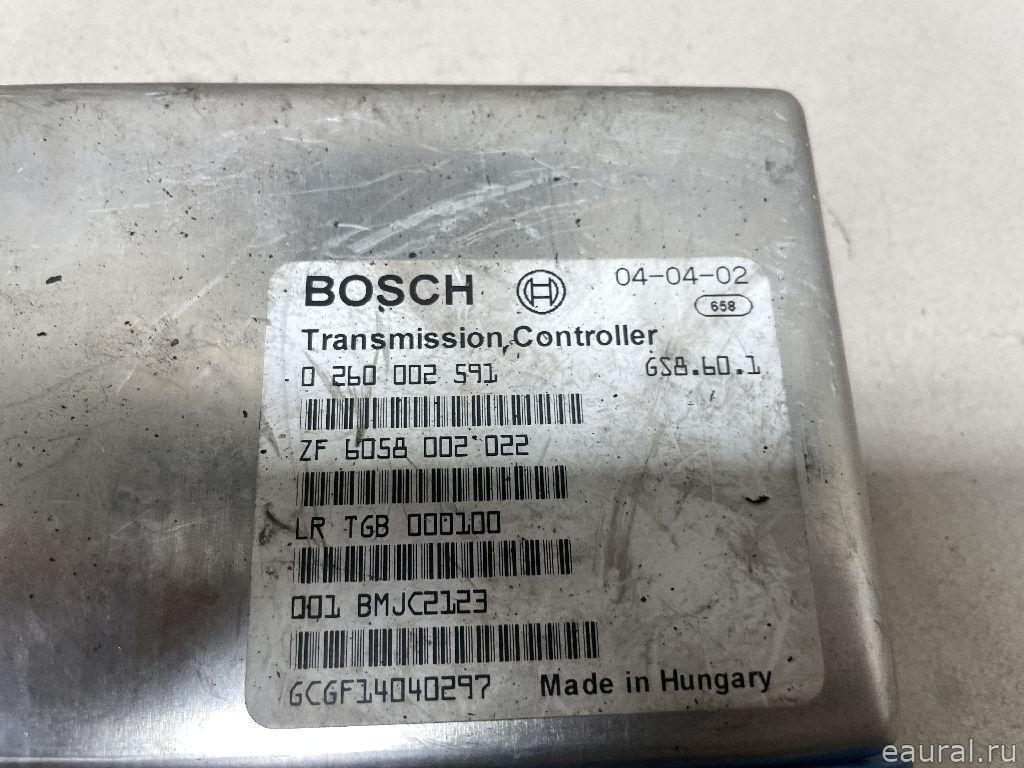 BOSCH
04-04-02
658
Transmission Controller
0 260 002 591
GS8.60.1
ZF 6058 002 022
LR TGB 000100
001 BMJC2123
GCGF14040297
Made in Hungary
eaural.ru